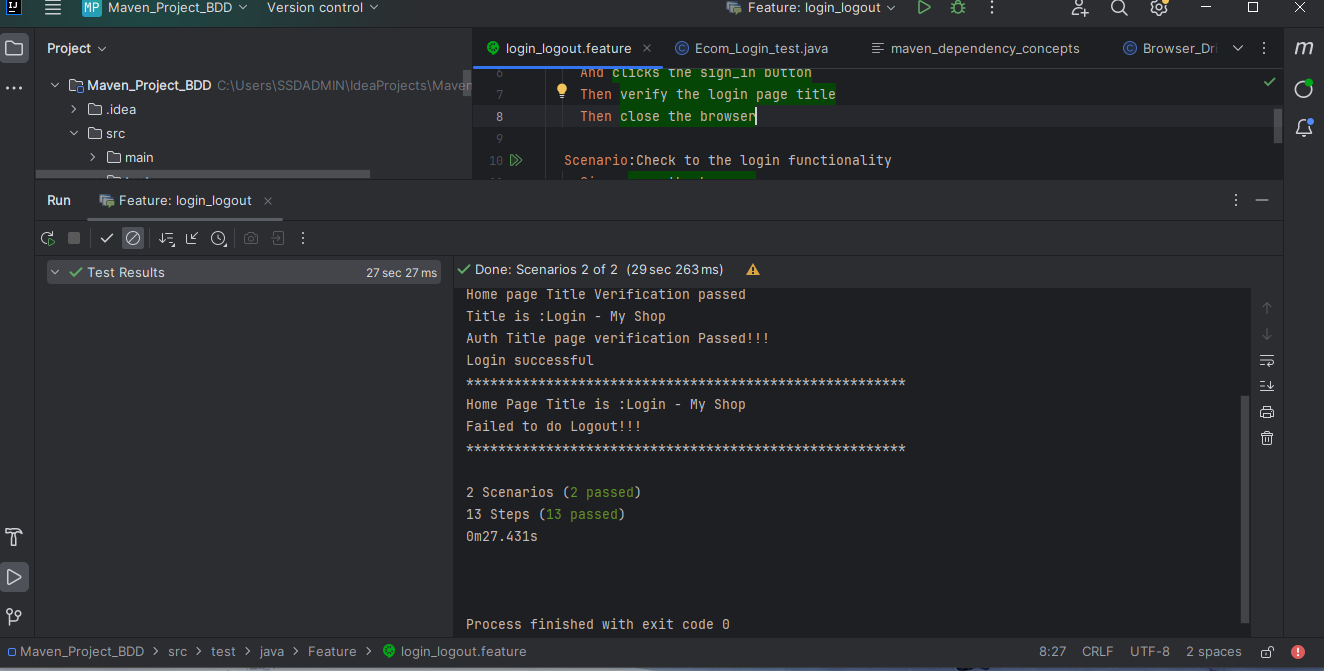 IJ MP Maven_Project_BDD Version control Feature: login_logout
Project login_logout.feature Ecom_Login_test.java maven_dependency_concepts Browser_Dri m
Maven_Project_BDD C:\Users\SSDADMIN\IdeaProjects\Maven
.idea
src
main
6 And clicks the sign_in button
7 Then verify the login page title
8 Then close the browser
9
10 Scenario:Check to the login functionality
Run Feature: login_logout
Test Results 27 sec 27 ms
Done: Scenarios 2 of 2 (29 sec 263 ms)
Home page Title Verification passed
Title is :Login - My Shop
Auth Title page verification Passed!!!
Login successful
*******************************************************
Home Page Title is :Login - My Shop
Failed to do Logout!!!
*******************************************************
2 Scenarios (2 passed)
13 Steps (13 passed)
0m27.431s
Process finished with exit code 0
Maven_Project_BDD > src > test > java > Feature > login_logout.feature 8:27 CRLF UTF-8 2 spaces